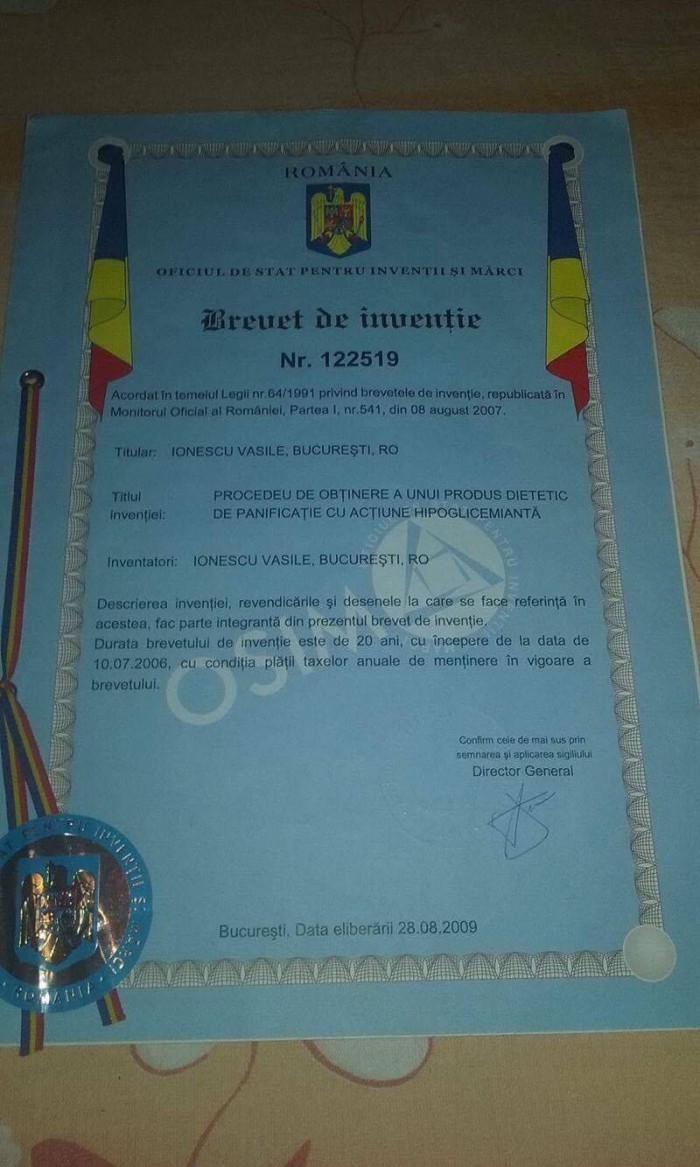 ROMÂNIA
OFICIUL DE STAT PENTRU INVENȚII ȘI MĂRCI
Brevet de invenție
Nr. 122519
Acordat în temeiul Legii nr.64/1991 privind brevetele de invenție, republicată în
Monitorul Oficial al României, Partea I, nr.541, din 08 august 2007.
Titular: IONESCU VASILE, BUCUREȘTI, RO
Titlul PROCEDEU DE OBȚINERE A UNUI PRODUS DIETETIC
invenției: DE PANIFICAȚIE CU ACȚIUNE HIPOGLICEMIANTĂ
Inventatori: IONESCU VASILE, BUCUREȘTI, RO
Descrierea invenției, revendicările și desenele la care se face referință în
acestea, fac parte integrantă din prezentul brevet de invenție.
Durata brevetului de invenție este de 20 ani, cu începere de la data de
10.07.2006, cu condiția plății taxelor anuale de menținere în vigoare a
brevetului.
OSIM
Confirm cele de mai sus prin
semnarea și aplicarea sigiliului
Director General
București, Data eliberării 28.08.2009
PENTRU INVENȚII ȘI MĂRCI
ROMANIA